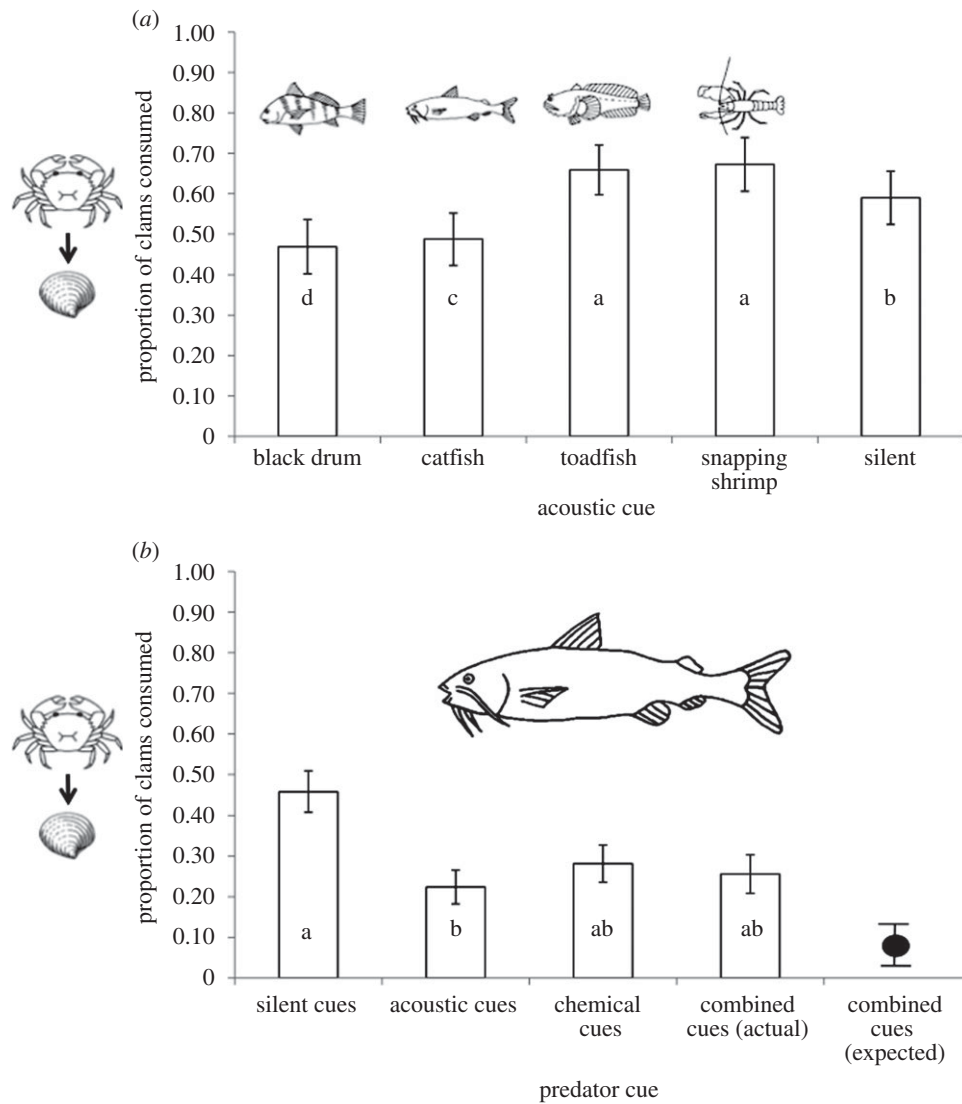 (a)
1.00
0.90
0.80
0.70
0.60
0.50
0.40
0.30
0.20
0.10
0
proportion of clams consumed
d
c
a
a
b
black drum
catfish
toadfish
snapping
shrimp
silent
acoustic cue
(b)
1.00
0.90
0.80
0.70
0.60
0.50
0.40
0.30
0.20
0.10
0
proportion of clams consumed
a
b
ab
ab
silent cues
acoustic cues
chemical
cues
combined
cues (actual)
combined
cues
(expected)
predator cue